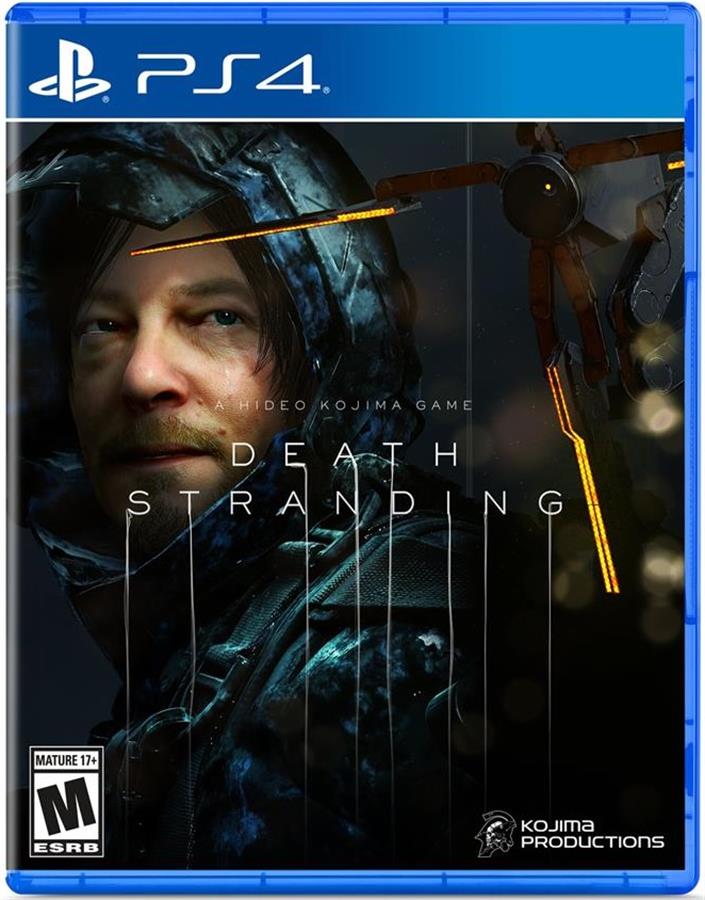 PS4
A HIDEO KOJIMA GAME
DEATH
STRANDING
MATURE 17+
M
ESRB
KOJIMA
PRODUCTIONS